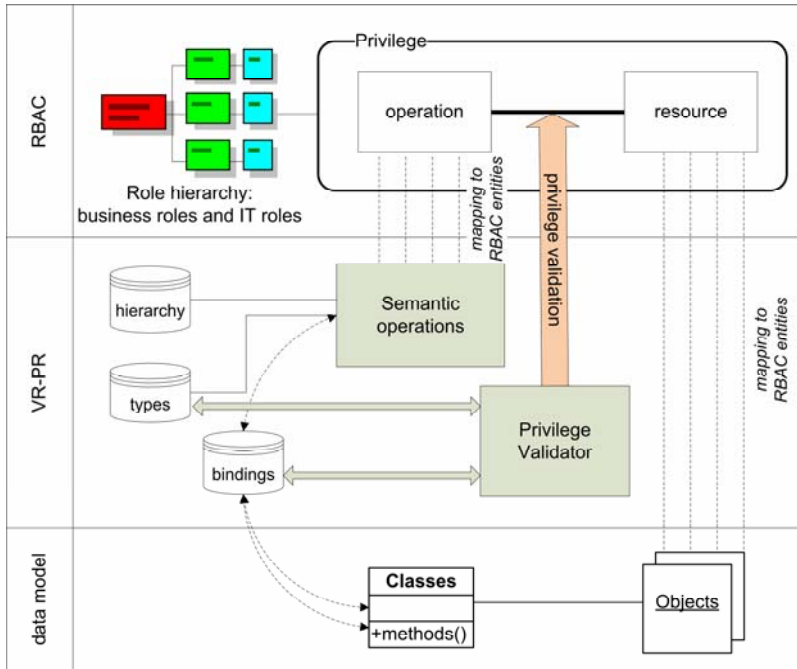 RBAC
Privilege
operation
resource
Role hierarchy:
business roles and IT roles
mapping to
RBAC entities
privilege validation
VR-PR
hierarchy
Semantic
operations
mapping to
RBAC entities
types
Privilege
Validator
bindings
data model
Classes
+methods()
Objects